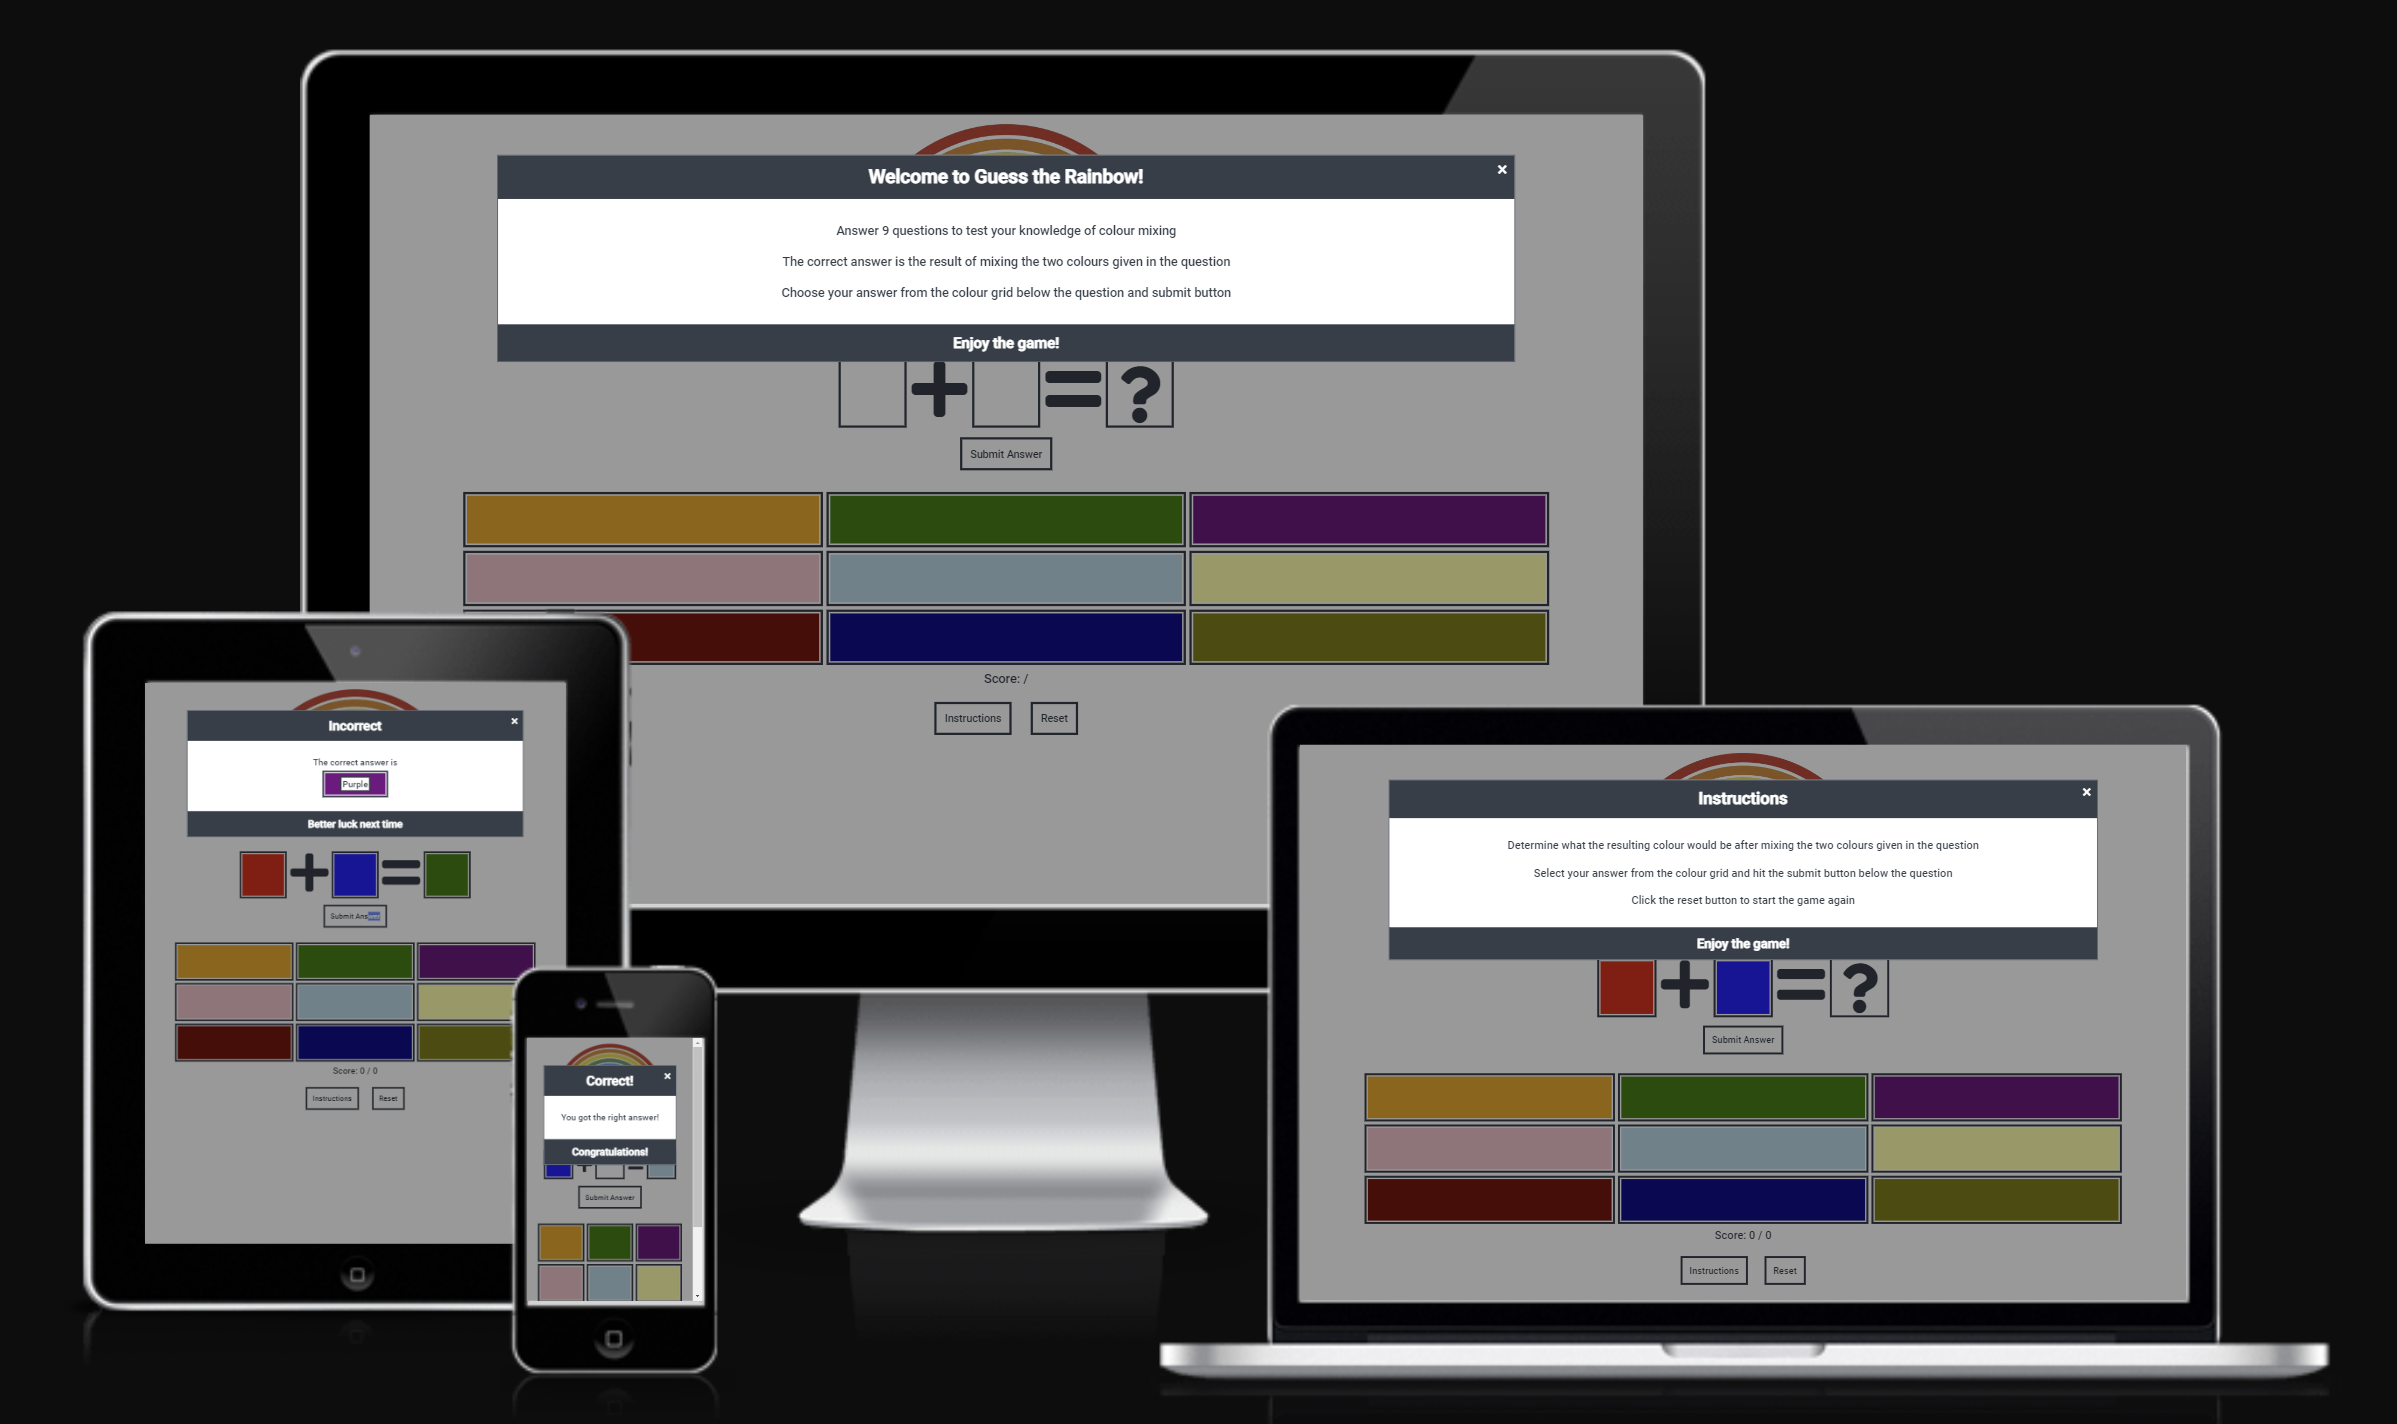 Welcome to Guess the Rainbow!
×
Answer 9 questions to test your knowledge of colour mixing
The correct answer is the result of mixing the two colours given in the question
Choose your answer from the colour grid below the question and submit button
Enjoy the game!
+ = ?
Submit Answer
Score: /
Instructions Reset
Incorrect
×
The correct answer is
Purple
Better luck next time
+ =
Submit Answer
Score: 0 / 0
Instructions Reset
Correct!
×
You got the right answer!
Congratulations!
+ =
Submit Answer
Instructions
×
Determine what the resulting colour would be after mixing the two colours given in the question
Select your answer from the colour grid and hit the submit button below the question
Click the reset button to start the game again
Enjoy the game!
+ = ?
Submit Answer
Score: 0 / 0
Instructions Reset